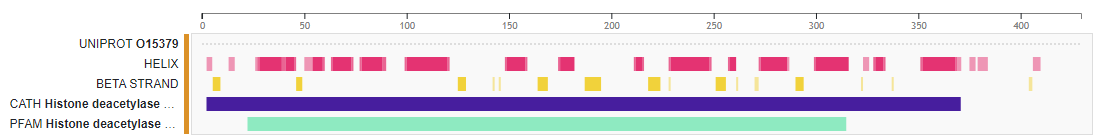 0 50 100 150 200 250 300 350 400
UNIPROT O15379
HELIX
BETA STRAND
CATH Histone deacetylase ...
PFAM Histone deacetylase ...